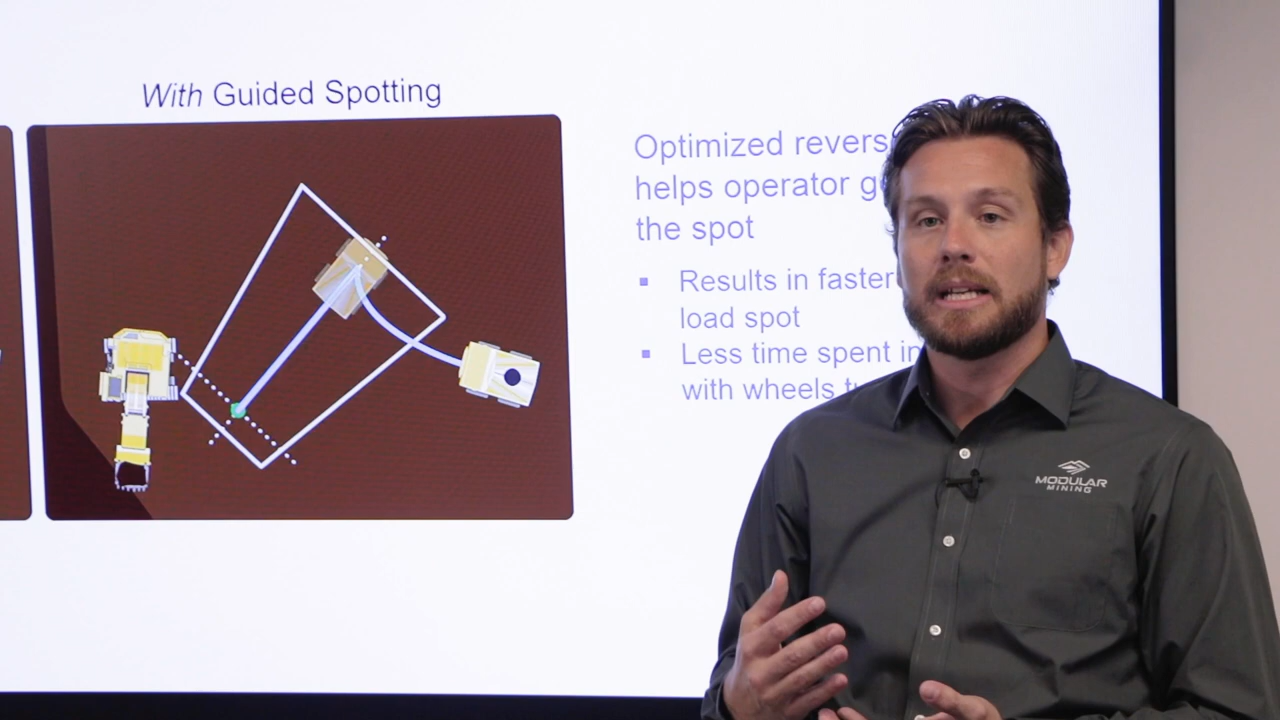 With Guided Spotting
Optimized revers
helps operator g
the spot
▪ Results in faster
load spot
▪ Less time spent in
with wheels t
MODULAR
MINING